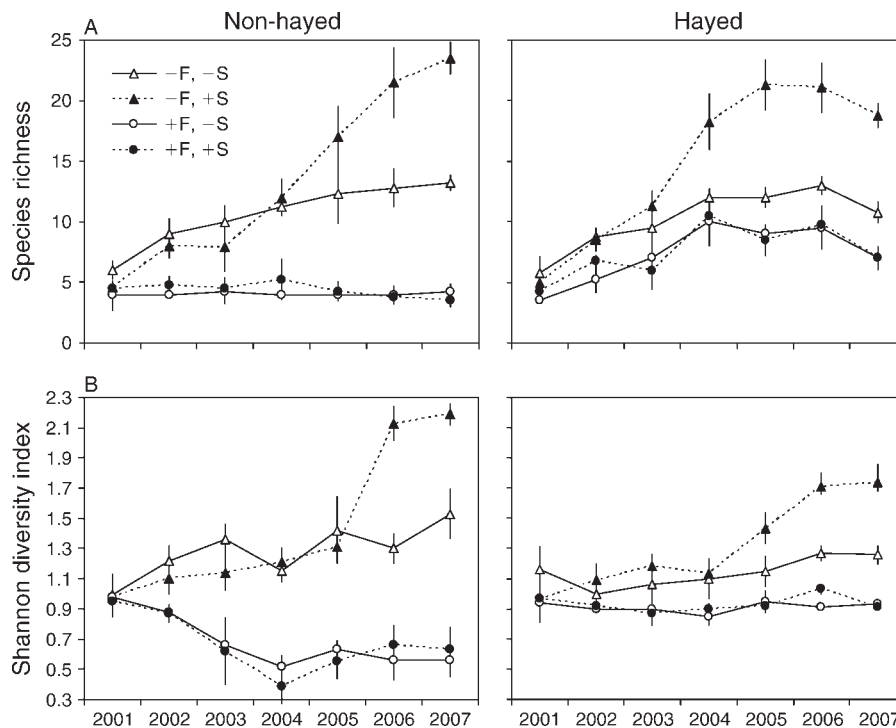 Non-hayed
Hayed
A
Species richness
25
20
15
10
5
0
−F, −S
−F, +S
+F, −S
+F, +S
B
Shannon diversity index
2.3
2.1
1.9
1.7
1.5
1.3
1.1
0.9
0.7
0.5
0.3
2001 2002 2003 2004 2005 2006 2007
2001 2002 2003 2004 2005 2006 2007